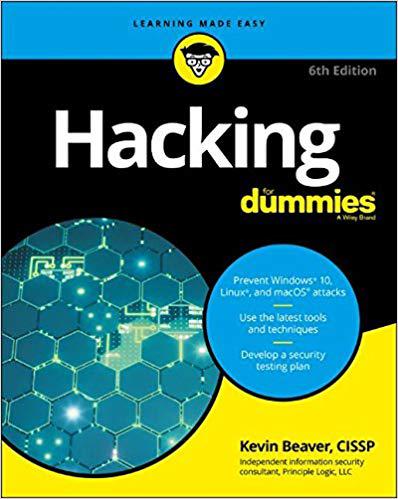 LEARNING MADE EASY
6th Edition
Hacking
for
dummies®
A Wiley Brand
Prevent Windows® 10,
Linux®, and macOS® attacks
Use the latest tools
and techniques
Develop a security
testing plan
Kevin Beaver, CISSP
Independent information security
consultant, Principle Logic, LLC